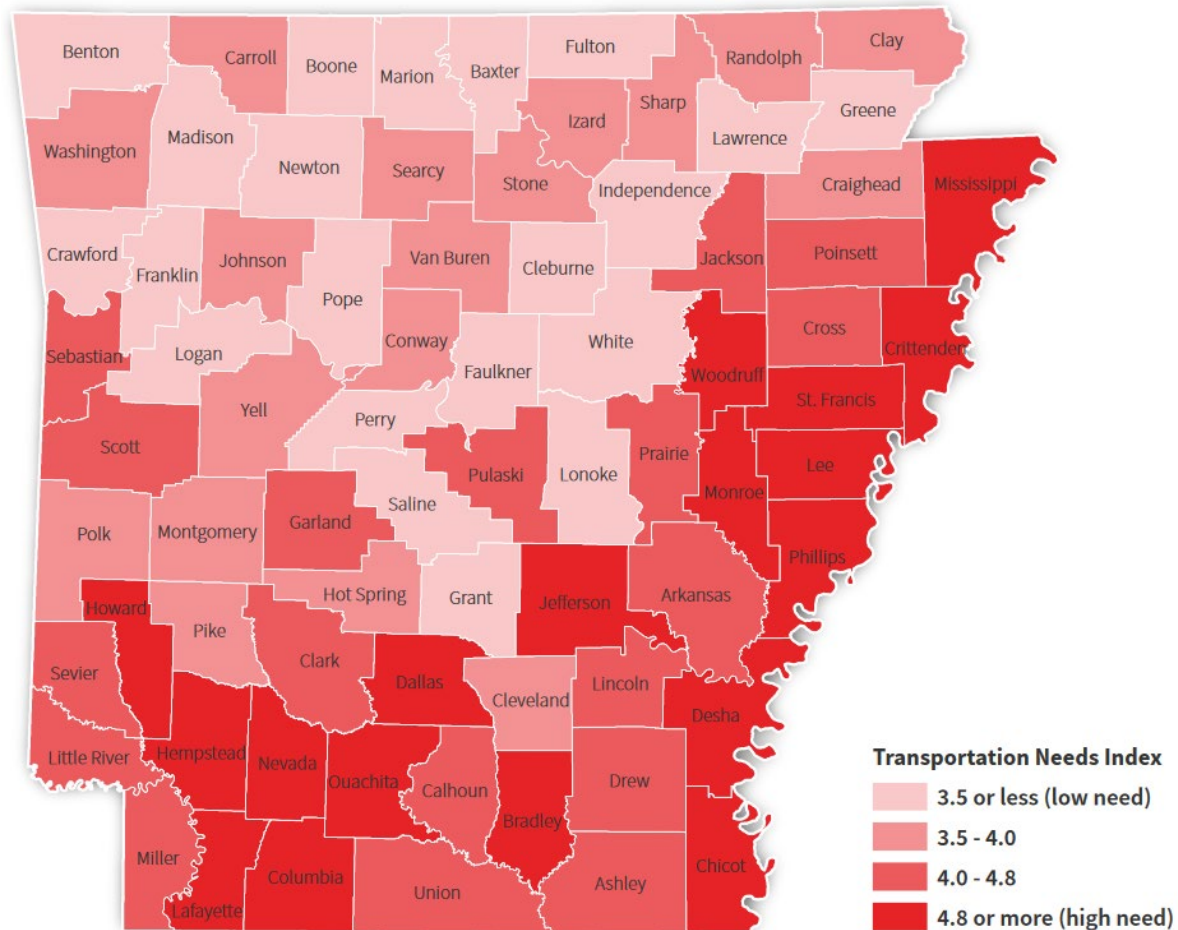 Benton
Carroll
Boone
Marion
Baxter
Fulton
Sharp
Randolph
Clay
Greene
Lawrence
Izard
Washington
Madison
Newton
Searcy
Stone
Independence
Craighead
Mississippi
Crawford
Franklin
Johnson
Pope
Van Buren
Cleburne
Jackson
Poinsett
Sebastian
Logan
Conway
Faulkner
White
Woodruff
Cross
Crittenden
St. Francis
Scott
Yell
Perry
Pulaski
Lonoke
Prairie
Monroe
Lee
Polk
Montgomery
Garland
Saline
Phillips
Howard
Pike
Hot Spring
Grant
Jefferson
Arkansas
Sevier
Clark
Dallas
Cleveland
Lincoln
Desha
Little River
Hempstead
Nevada
Ouachita
Calhoun
Bradley
Drew
Miller
Lafayette
Columbia
Union
Ashley
Chicot
Transportation Needs Index
3.5 or less (low need)
3.5 - 4.0
4.0 - 4.8
4.8 or more (high need)